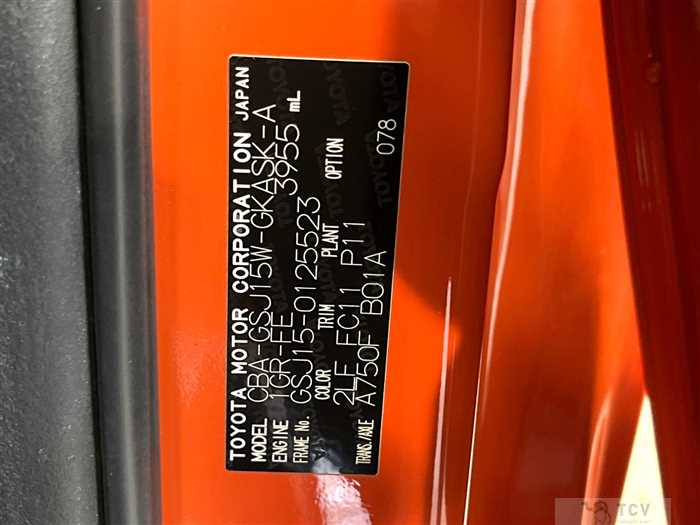 TOYOTA MOTOR CORPORATION JAPAN
MODEL CBA-GSJ15W-GKASK-A
ENGINE 1GR-FE 3955 mL
FRAME No. GSJ15-0125523
COLOR TRIM PLANT OPTION
2LF FC11 P11
TRANS./AXLE A750F B01A 078
TCV